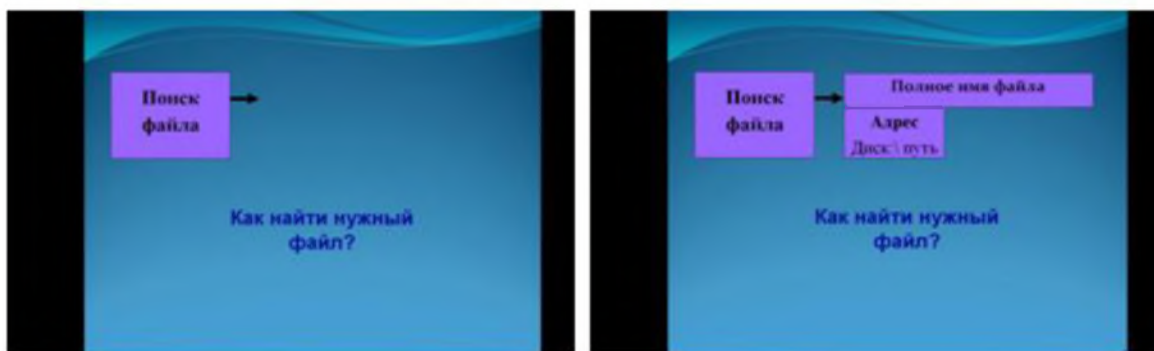 Поиск
файла
Как найти нужный
файл?
Поиск
файла
Полное имя файла
Адрес
Диск:\ путь
Как найти нужный
файл?